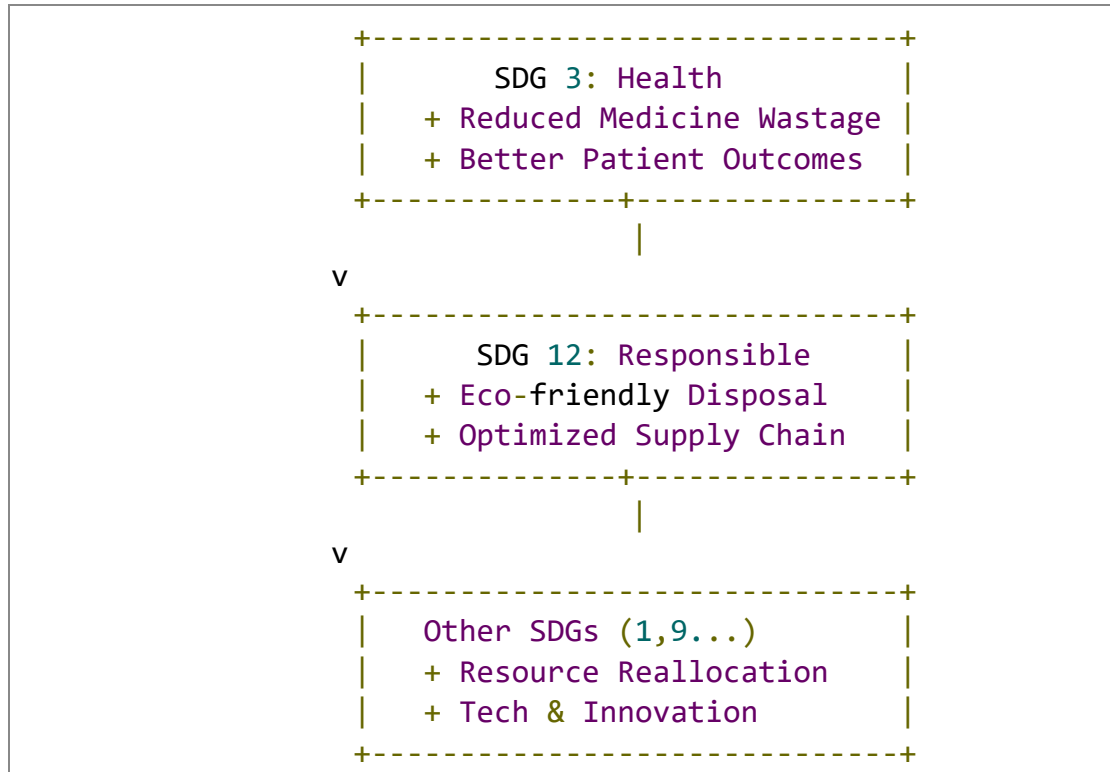 +------------------------------+
|       SDG 3: Health          |
|   + Reduced Medicine Wastage |
|   + Better Patient Outcomes  |
+--------------+---------------+
|
v
+------------------------------+
|      SDG 12: Responsible     |
|   + Eco-friendly Disposal    |
|   + Optimized Supply Chain   |
+--------------+---------------+
|
v
+------------------------------+
|   Other SDGs (1,9...)        |
|   + Resource Reallocation    |
|   + Tech & Innovation        |
+------------------------------+